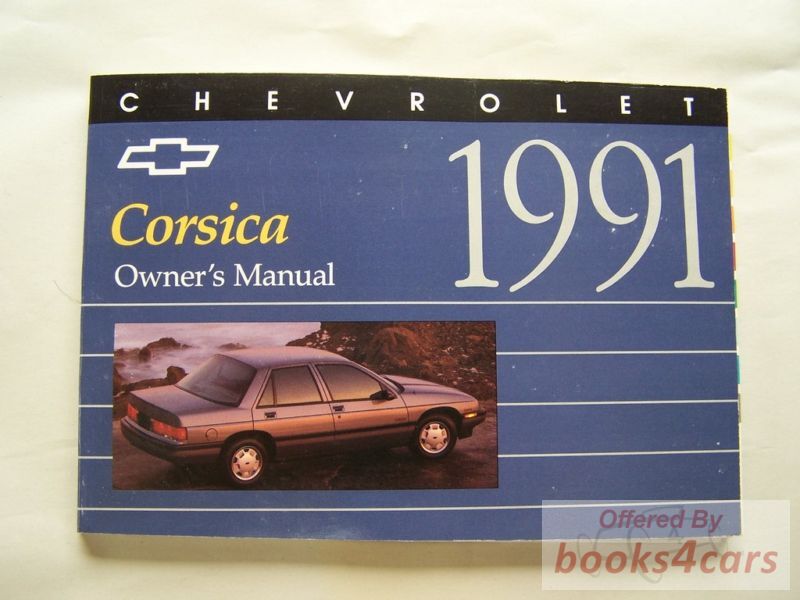 CHEVROLET
1991
Corsica
Owner's Manual
Offered By
books4cars